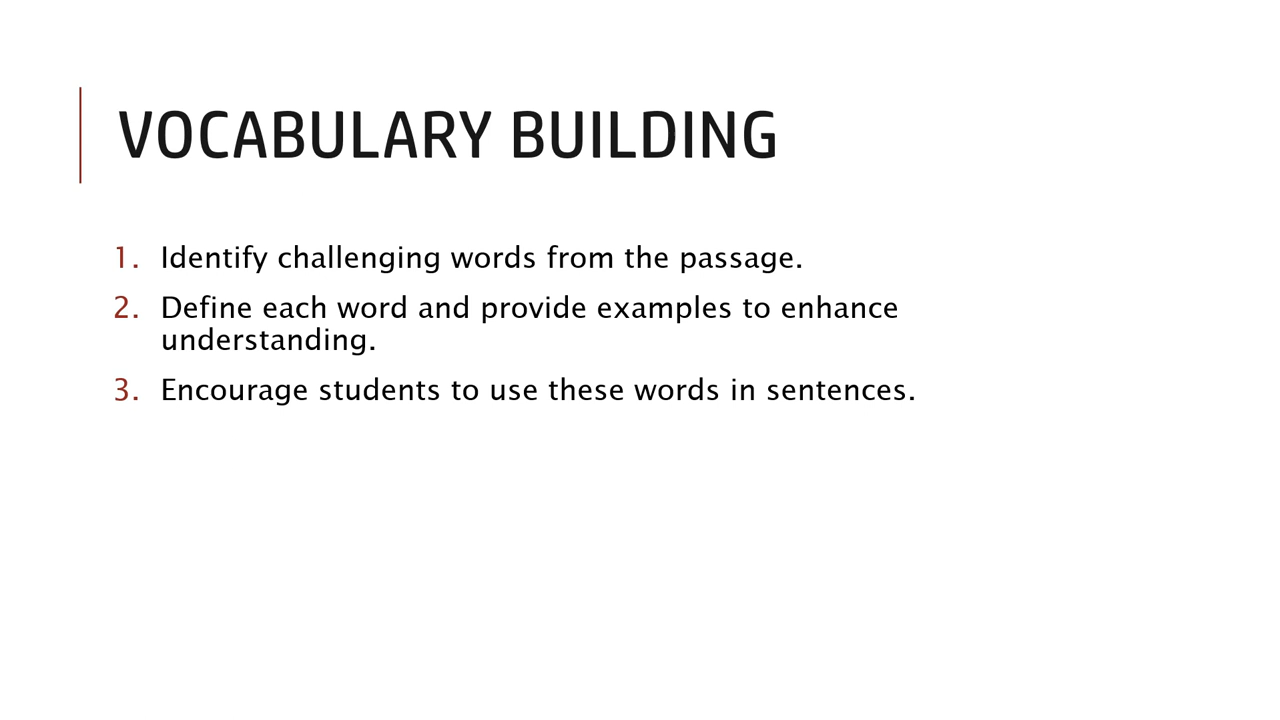 VOCABULARY BUILDING
1. Identify challenging words from the passage.
2. Define each word and provide examples to enhance
understanding.
3. Encourage students to use these words in sentences.